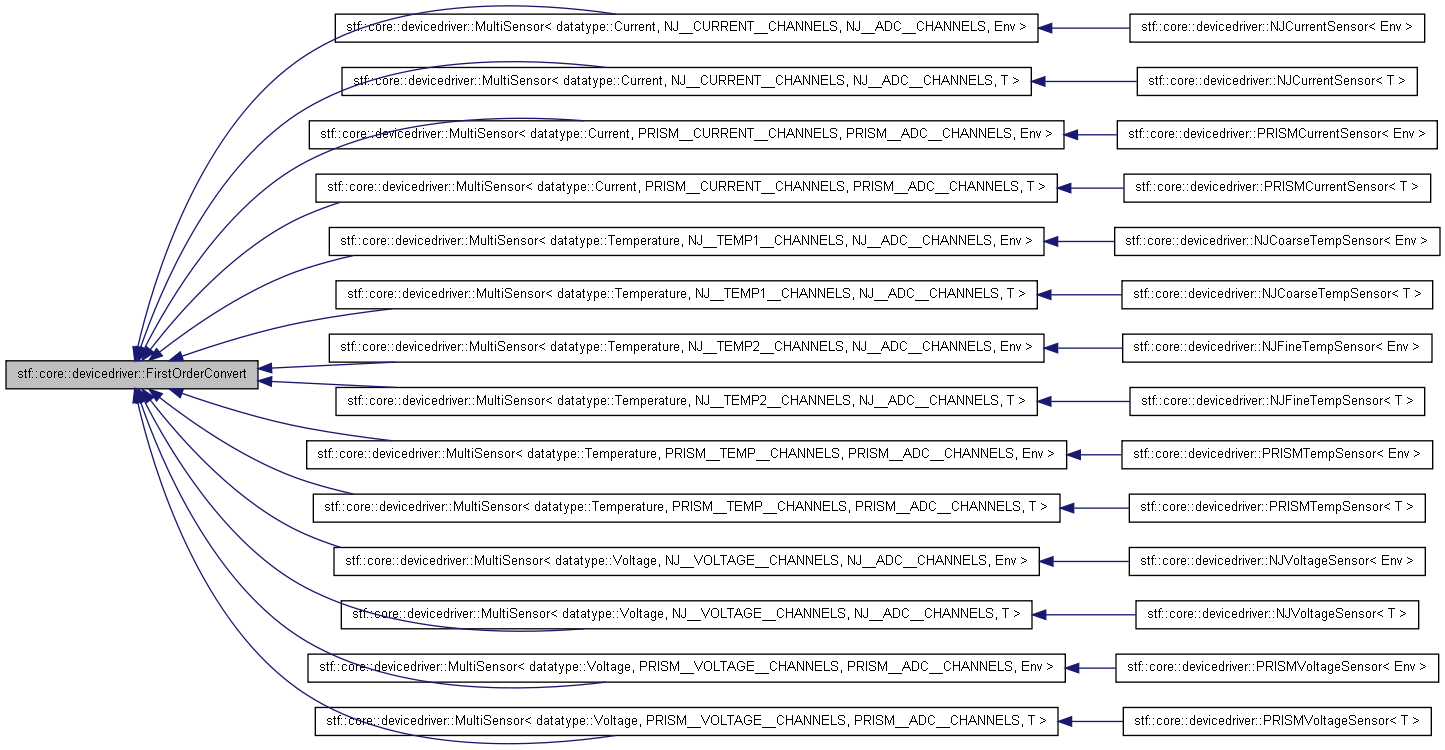 stf::core::devicedriver::MultiSensor< datatype::Current, NJ__CURRENT__CHANNELS, NJ__ADC__CHANNELS, Env >
stf::core::devicedriver::NJCurrentSensor< Env >
stf::core::devicedriver::MultiSensor< datatype::Current, NJ__CURRENT__CHANNELS, NJ__ADC__CHANNELS, T >
stf::core::devicedriver::NJCurrentSensor< T >
stf::core::devicedriver::MultiSensor< datatype::Current, PRISM__CURRENT__CHANNELS, PRISM__ADC__CHANNELS, Env >
stf::core::devicedriver::PRISMCurrentSensor< Env >
stf::core::devicedriver::MultiSensor< datatype::Current, PRISM__CURRENT__CHANNELS, PRISM__ADC__CHANNELS, T >
stf::core::devicedriver::PRISMCurrentSensor< T >
stf::core::devicedriver::MultiSensor< datatype::Temperature, NJ__TEMP1__CHANNELS, NJ__ADC__CHANNELS, Env >
stf::core::devicedriver::NJCoarseTempSensor< Env >
stf::core::devicedriver::MultiSensor< datatype::Temperature, NJ__TEMP1__CHANNELS, NJ__ADC__CHANNELS, T >
stf::core::devicedriver::NJCoarseTempSensor< T >
stf::core::devicedriver::MultiSensor< datatype::Temperature, NJ__TEMP2__CHANNELS, NJ__ADC__CHANNELS, Env >
stf::core::devicedriver::NJFineTempSensor< Env >
stf::core::devicedriver::FirstOrderConvert
stf::core::devicedriver::MultiSensor< datatype::Temperature, NJ__TEMP2__CHANNELS, NJ__ADC__CHANNELS, T >
stf::core::devicedriver::NJFineTempSensor< T >
stf::core::devicedriver::MultiSensor< datatype::Temperature, PRISM__TEMP__CHANNELS, PRISM__ADC__CHANNELS, Env >
stf::core::devicedriver::PRISMTempSensor< Env >
stf::core::devicedriver::MultiSensor< datatype::Temperature, PRISM__TEMP__CHANNELS, PRISM__ADC__CHANNELS, T >
stf::core::devicedriver::PRISMTempSensor< T >
stf::core::devicedriver::MultiSensor< datatype::Voltage, NJ__VOLTAGE__CHANNELS, NJ__ADC__CHANNELS, Env >
stf::core::devicedriver::NJVoltageSensor< Env >
stf::core::devicedriver::MultiSensor< datatype::Voltage, NJ__VOLTAGE__CHANNELS, NJ__ADC__CHANNELS, T >
stf::core::devicedriver::NJVoltageSensor< T >
stf::core::devicedriver::MultiSensor< datatype::Voltage, PRISM__VOLTAGE__CHANNELS, PRISM__ADC__CHANNELS, Env >
stf::core::devicedriver::PRISMVoltageSensor< Env >
stf::core::devicedriver::MultiSensor< datatype::Voltage, PRISM__VOLTAGE__CHANNELS, PRISM__ADC__CHANNELS, T >
stf::core::devicedriver::PRISMVoltageSensor< T >